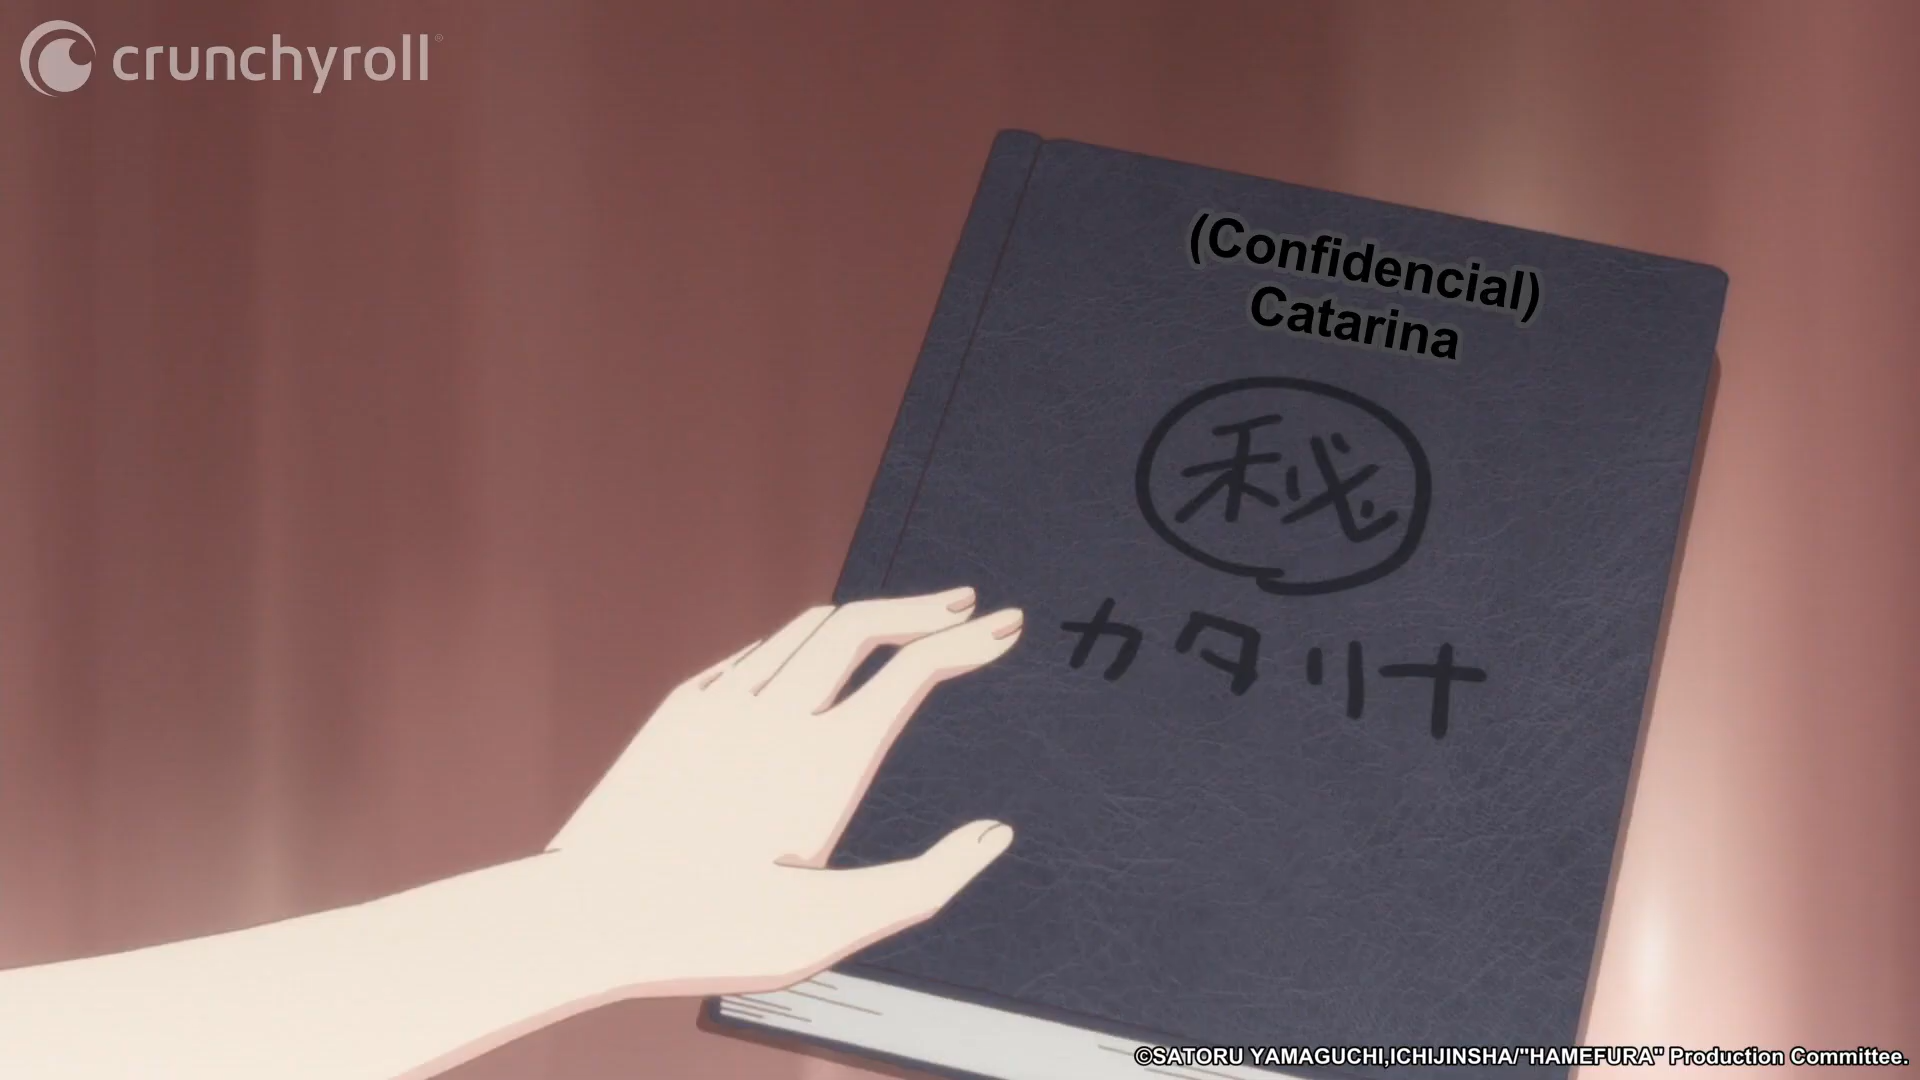 crunchyroll
(Confidencial)
Catarina
秘
カタリナ
©SATORU YAMAGUCHI,ICHIJINSHA/"HAMEFURA" Production Committee.